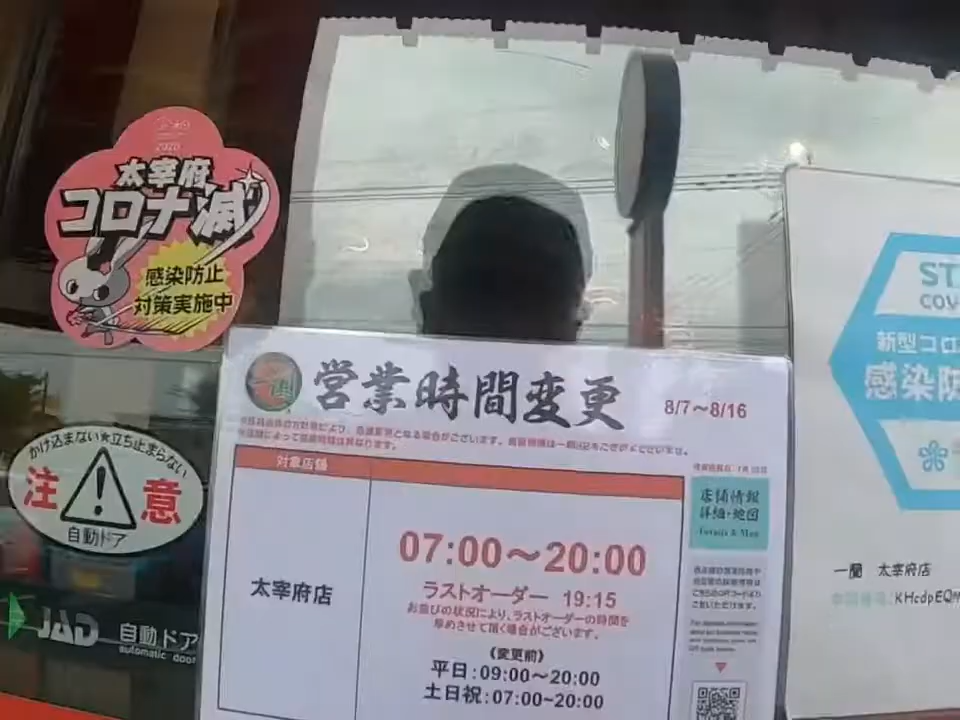 2020
太宰府
コロナ減
感染防止
対策実施中
かけ込まない★立ち止まらない
注意
自動ドア
JAD 自動ドア
automatic door
営業時間変更
8/7～8/16
対象店舗
太宰府店
07:00～20:00
ラストオーダー 19:15
お並びの状況により、ラストオーダーの時間を
早めさせて頂く場合がございます。
《変更前》
平日:09:00~20:00
土日祝:07:00~20:00
店舗情報
詳細・地図
Details & Map
ST
COV
新型コロ
感染防
一蘭 太宰府店